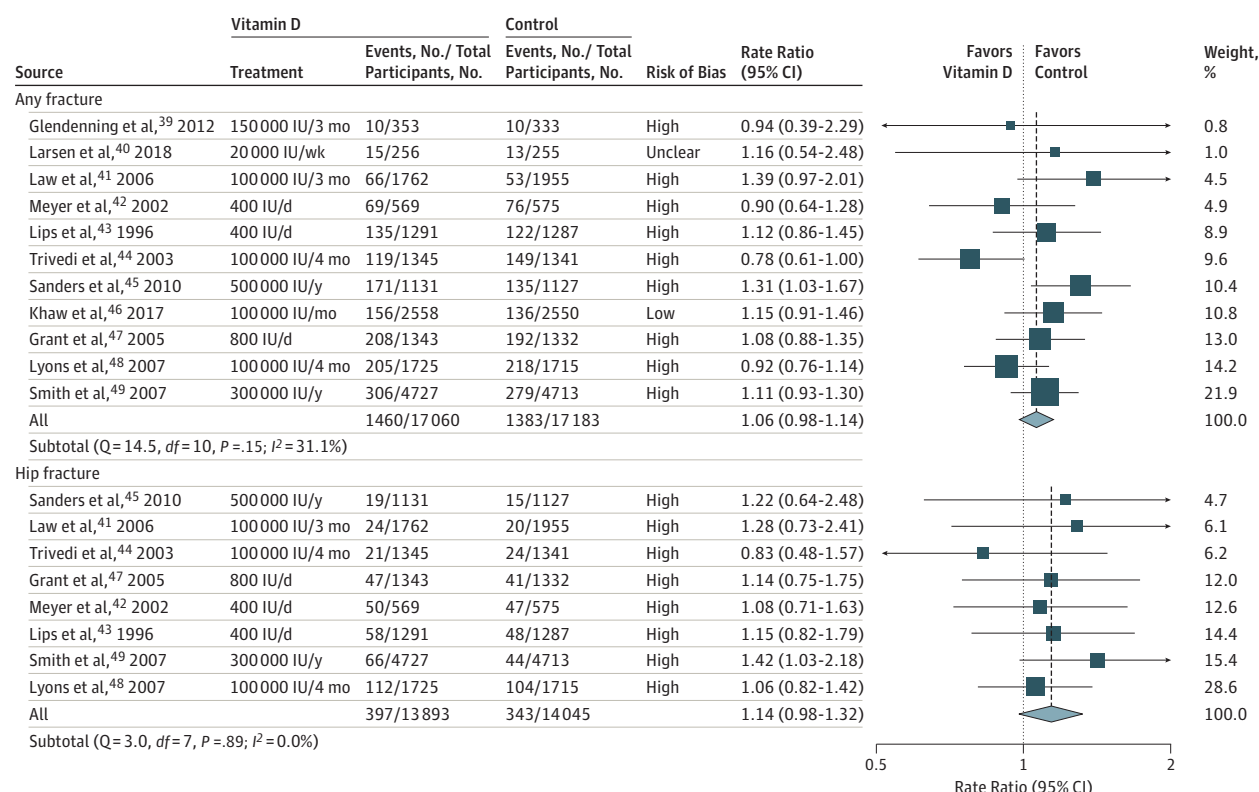 Vitamin D Control
Events, No./ Total Events, No./ Total Rate Ratio Favors Favors Weight,
Source Treatment Participants, No. Participants, No. Risk of Bias (95% CI) Vitamin D Control %
Any fracture
Glendenning et al,39 2012 150 000 IU/3 mo 10/353 10/333 High 0.94 (0.39-2.29) 0.8
Larsen et al,40 2018 20 000 IU/wk 15/256 13/255 Unclear 1.16 (0.54-2.48) 1.0
Law et al,41 2006 100 000 IU/3 mo 66/1762 53/1955 High 1.39 (0.97-2.01) 4.5
Meyer et al,42 2002 400 IU/d 69/569 76/575 High 0.90 (0.64-1.28) 4.9
Lips et al,43 1996 400 IU/d 135/1291 122/1287 High 1.12 (0.86-1.45) 8.9
Trivedi et al,44 2003 100 000 IU/4 mo 119/1345 149/1341 High 0.78 (0.61-1.00) 9.6
Sanders et al,45 2010 500 000 IU/y 171/1131 135/1127 High 1.31 (1.03-1.67) 10.4
Khaw et al,46 2017 100 000 IU/mo 156/2558 136/2550 Low 1.15 (0.91-1.46) 10.8
Grant et al,47 2005 800 IU/d 208/1343 192/1332 High 1.08 (0.88-1.35) 13.0
Lyons et al,48 2007 100 000 IU/4 mo 205/1725 218/1715 High 0.92 (0.76-1.14) 14.2
Smith et al,49 2007 300 000 IU/y 306/4727 279/4713 High 1.11 (0.93-1.30) 21.9
All 1460/17 060 1383/17 183 1.06 (0.98-1.14) 100.0
Subtotal (Q = 14.5, df = 10, P = .15; I2 = 31.1%)
Hip fracture
Sanders et al,45 2010 500 000 IU/y 19/1131 15/1127 High 1.22 (0.64-2.48) 4.7
Law et al,41 2006 100 000 IU/3 mo 24/1762 20/1955 High 1.28 (0.73-2.41) 6.1
Trivedi et al,44 2003 100 000 IU/4 mo 21/1345 24/1341 High 0.83 (0.48-1.57) 6.2
Grant et al,47 2005 800 IU/d 47/1343 41/1332 High 1.14 (0.75-1.75) 12.0
Meyer et al,42 2002 400 IU/d 50/569 47/575 High 1.08 (0.71-1.63) 12.6
Lips et al,43 1996 400 IU/d 58/1291 48/1287 High 1.15 (0.82-1.79) 14.4
Smith et al,49 2007 300 000 IU/y 66/4727 44/4713 High 1.42 (1.03-2.18) 15.4
Lyons et al,48 2007 100 000 IU/4 mo 112/1725 104/1715 High 1.06 (0.82-1.42) 28.6
All 397/13 893 343/14 045 1.14 (0.98-1.32) 100.0
Subtotal (Q = 3.0, df = 7, P = .89; I2 = 0.0%)
0.5 1 2
Rate Ratio (95% CI)